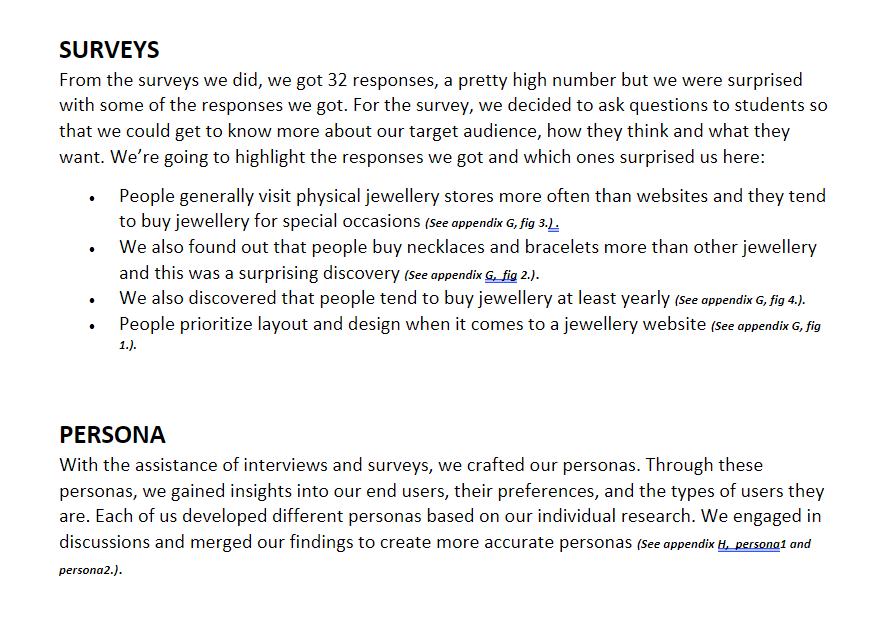 SURVEYS
From the surveys we did, we got 32 responses, a pretty high number but we were surprised
with some of the responses we got. For the survey, we decided to ask questions to students so
that we could get to know more about our target audience, how they think and what they
want. We’re going to highlight the responses we got and which ones surprised us here:
• People generally visit physical jewellery stores more often than websites and they tend
to buy jewellery for special occasions (See appendix G, fig 3.).
• We also found out that people buy necklaces and bracelets more than other jewellery
and this was a surprising discovery (See appendix G, fig 2.).
• We also discovered that people tend to buy jewellery at least yearly (See appendix G, fig 4.).
• People prioritize layout and design when it comes to a jewellery website (See appendix G, fig
1.).
PERSONA
With the assistance of interviews and surveys, we crafted our personas. Through these
personas, we gained insights into our end users, their preferences, and the types of users they
are. Each of us developed different personas based on our individual research. We engaged in
discussions and merged our findings to create more accurate personas (See appendix H, persona1 and
persona2.).